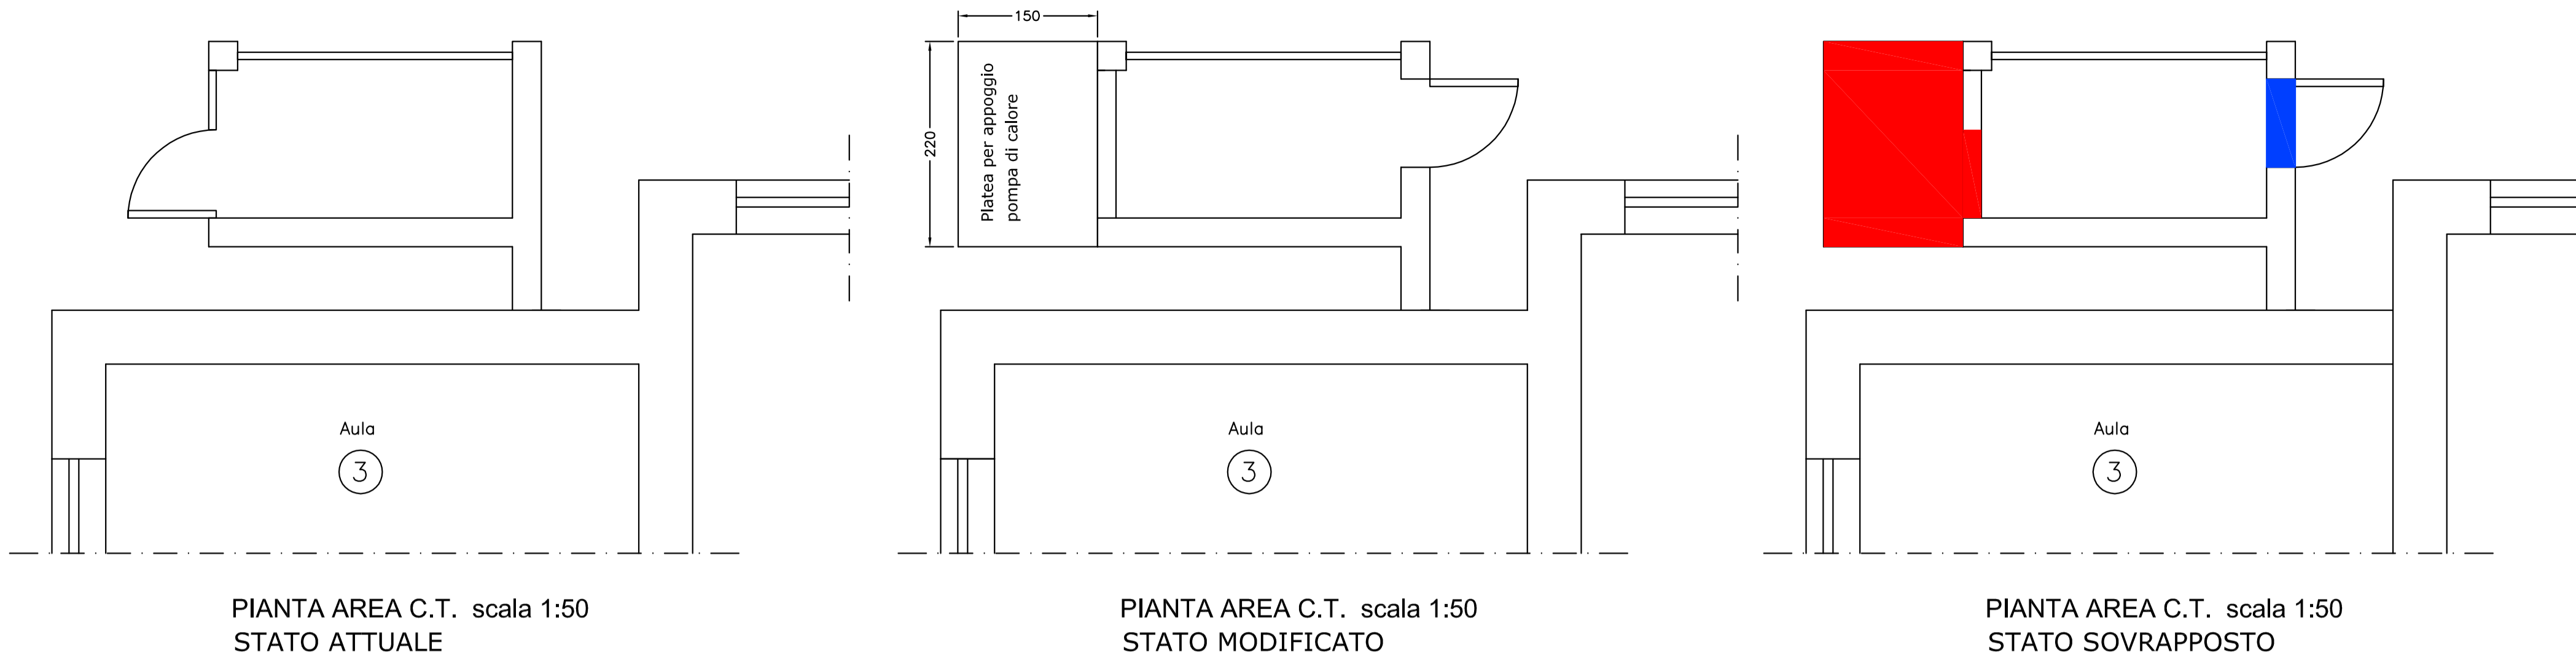 Aula
3
PIANTA AREA C.T. scala 1:50
STATO ATTUALE
150
220
Platea per appoggio
pompa di calore
Aula
3
PIANTA AREA C.T. scala 1:50
STATO MODIFICATO
Aula
3
PIANTA AREA C.T. scala 1:50
STATO SOVRAPPOSTO